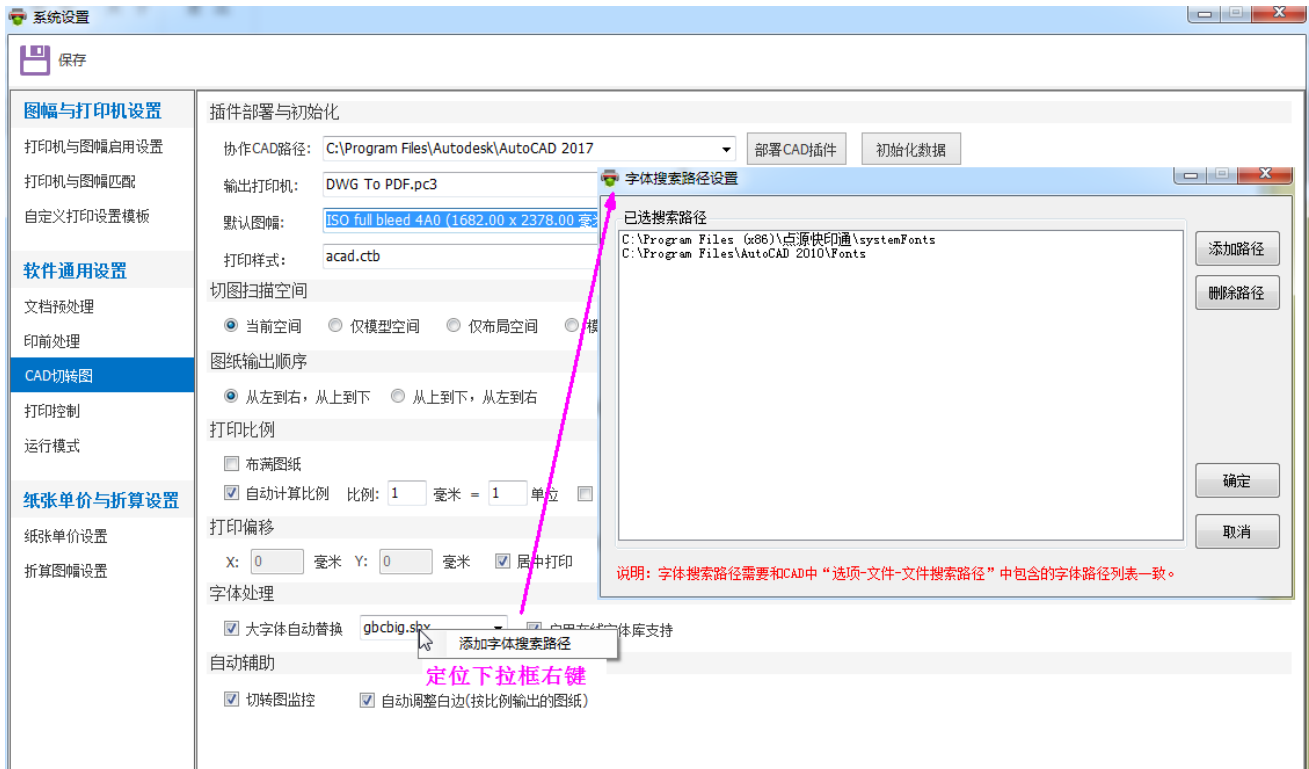 系统设置
保存
图幅与打印机设置
打印机与图幅启用设置
打印机与图幅匹配
自定义打印设置模板
软件通用设置
文档预处理
印前处理
CAD切转图
打印控制
运行模式
纸张单价与折算设置
纸张单价设置
折算图幅设置
插件部署与初始化
协作CAD路径: C:\Program Files\Autodesk\AutoCAD 2017 部署CAD插件 初始化数据
输出打印机: DWG To PDF.pc3
默认图幅: ISO full bleed 4A0 (1682.00 x 2378.00 毫米
打印样式: acad.ctb
切图扫描空间
当前空间 仅模型空间 仅布局空间
图纸输出顺序
从左到右，从上到下 从上到下，从左到右
打印比例
布满图纸
自动计算比例 比例: 1 毫米 = 1 单位
打印偏移
X: 0 毫米 Y: 0 毫米 居中打印
字体处理
大字体自动替换 gbcbig.shx 启用在线字体库支持
添加字体搜索路径
定位下拉框右键
自动辅助
切转图监控 自动调整白边(按比例输出的图纸)
字体搜索路径设置
已选搜索路径
C:\Program Files (x86)\点源快印通\systemFonts
C:\Program Files\AutoCAD 2010\Fonts
添加路径
删除路径
确定
取消
说明：字体搜索路径需要和CAD中“选项-文件-文件搜索路径”中包含的字体路径列表一致。